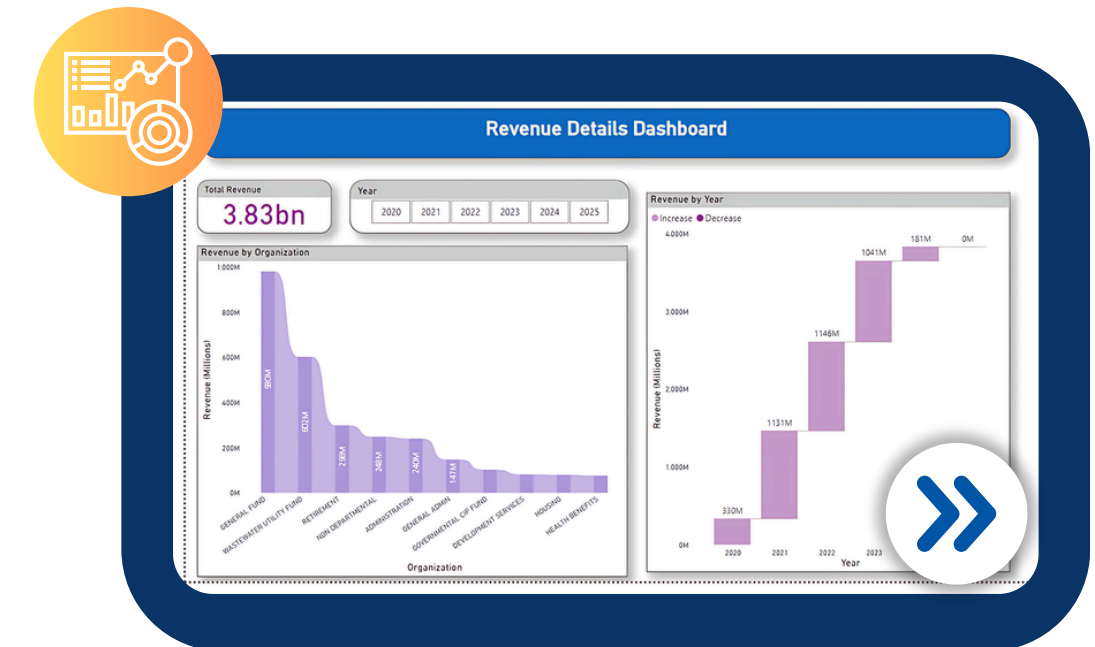 Revenue Details Dashboard
Total Revenue
3.83bn
Year
2020 2021 2022 2023 2024 2025
Revenue by Organization
1,000M
800M
600M
400M
200M
0M
Revenue (Millions)
980M
602M
298M
248M
240M
147M
GENERAL FUND
WASTEWATER UTILITY FUND
RETIREMENT
NON DEPARTMENTAL
ADMINISTRATION
GENERAL ADMIN
GOVERNMENTAL CIP FUND
DEVELOPMENT SERVICES
HOUSING
HEALTH BENEFITS
Organization
Revenue by Year
Increase Decrease
4,000M
3,000M
2,000M
1,000M
0M
Revenue (Millions)
330M
1131M
1146M
1041M
181M
0M
2020 2021 2022 2023
Year